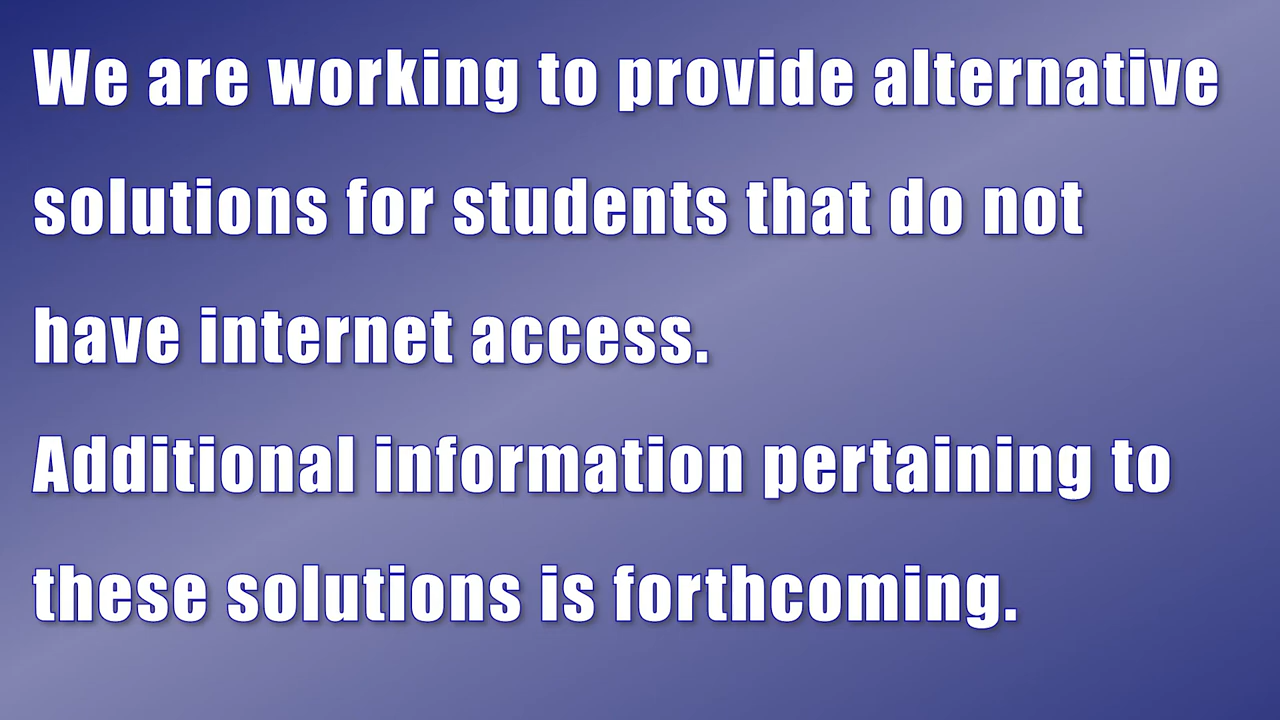 We are working to provide alternative
solutions for students that do not
have internet access.
Additional information pertaining to
these solutions is forthcoming.